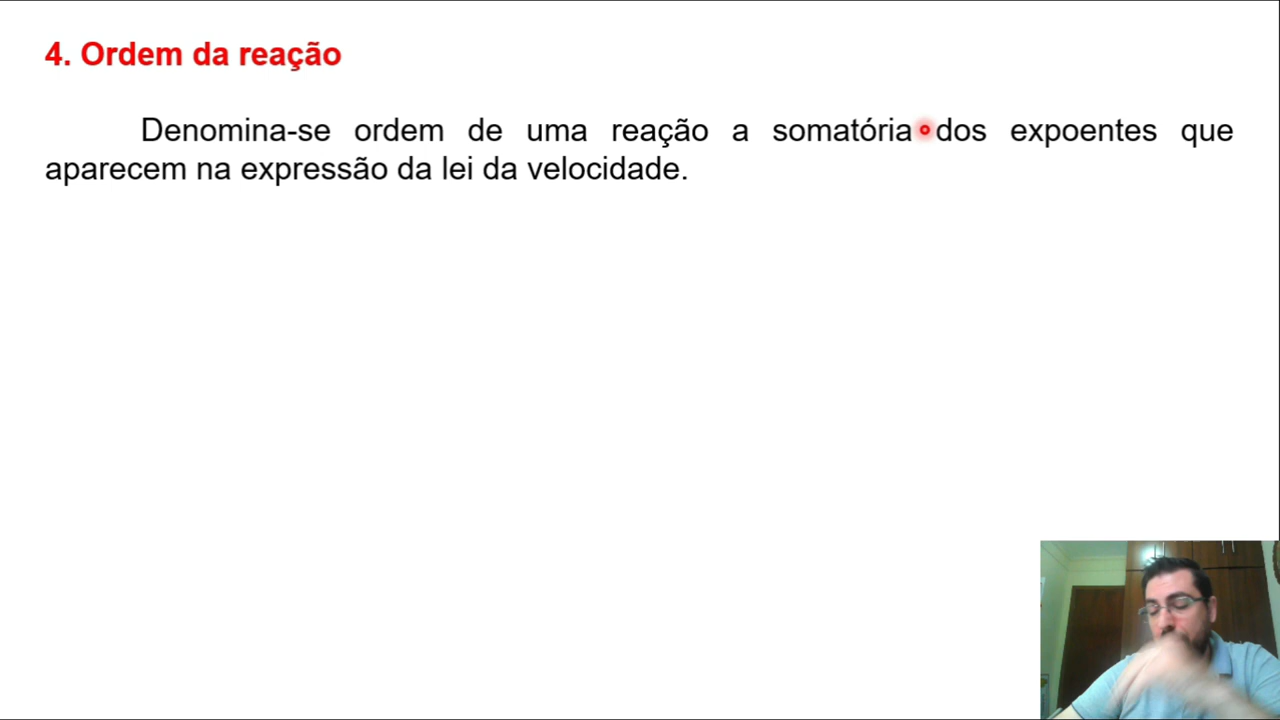 4. Ordem da reação
Denomina-se ordem de uma reação a somatória dos expoentes que
aparecem na expressão da lei da velocidade.